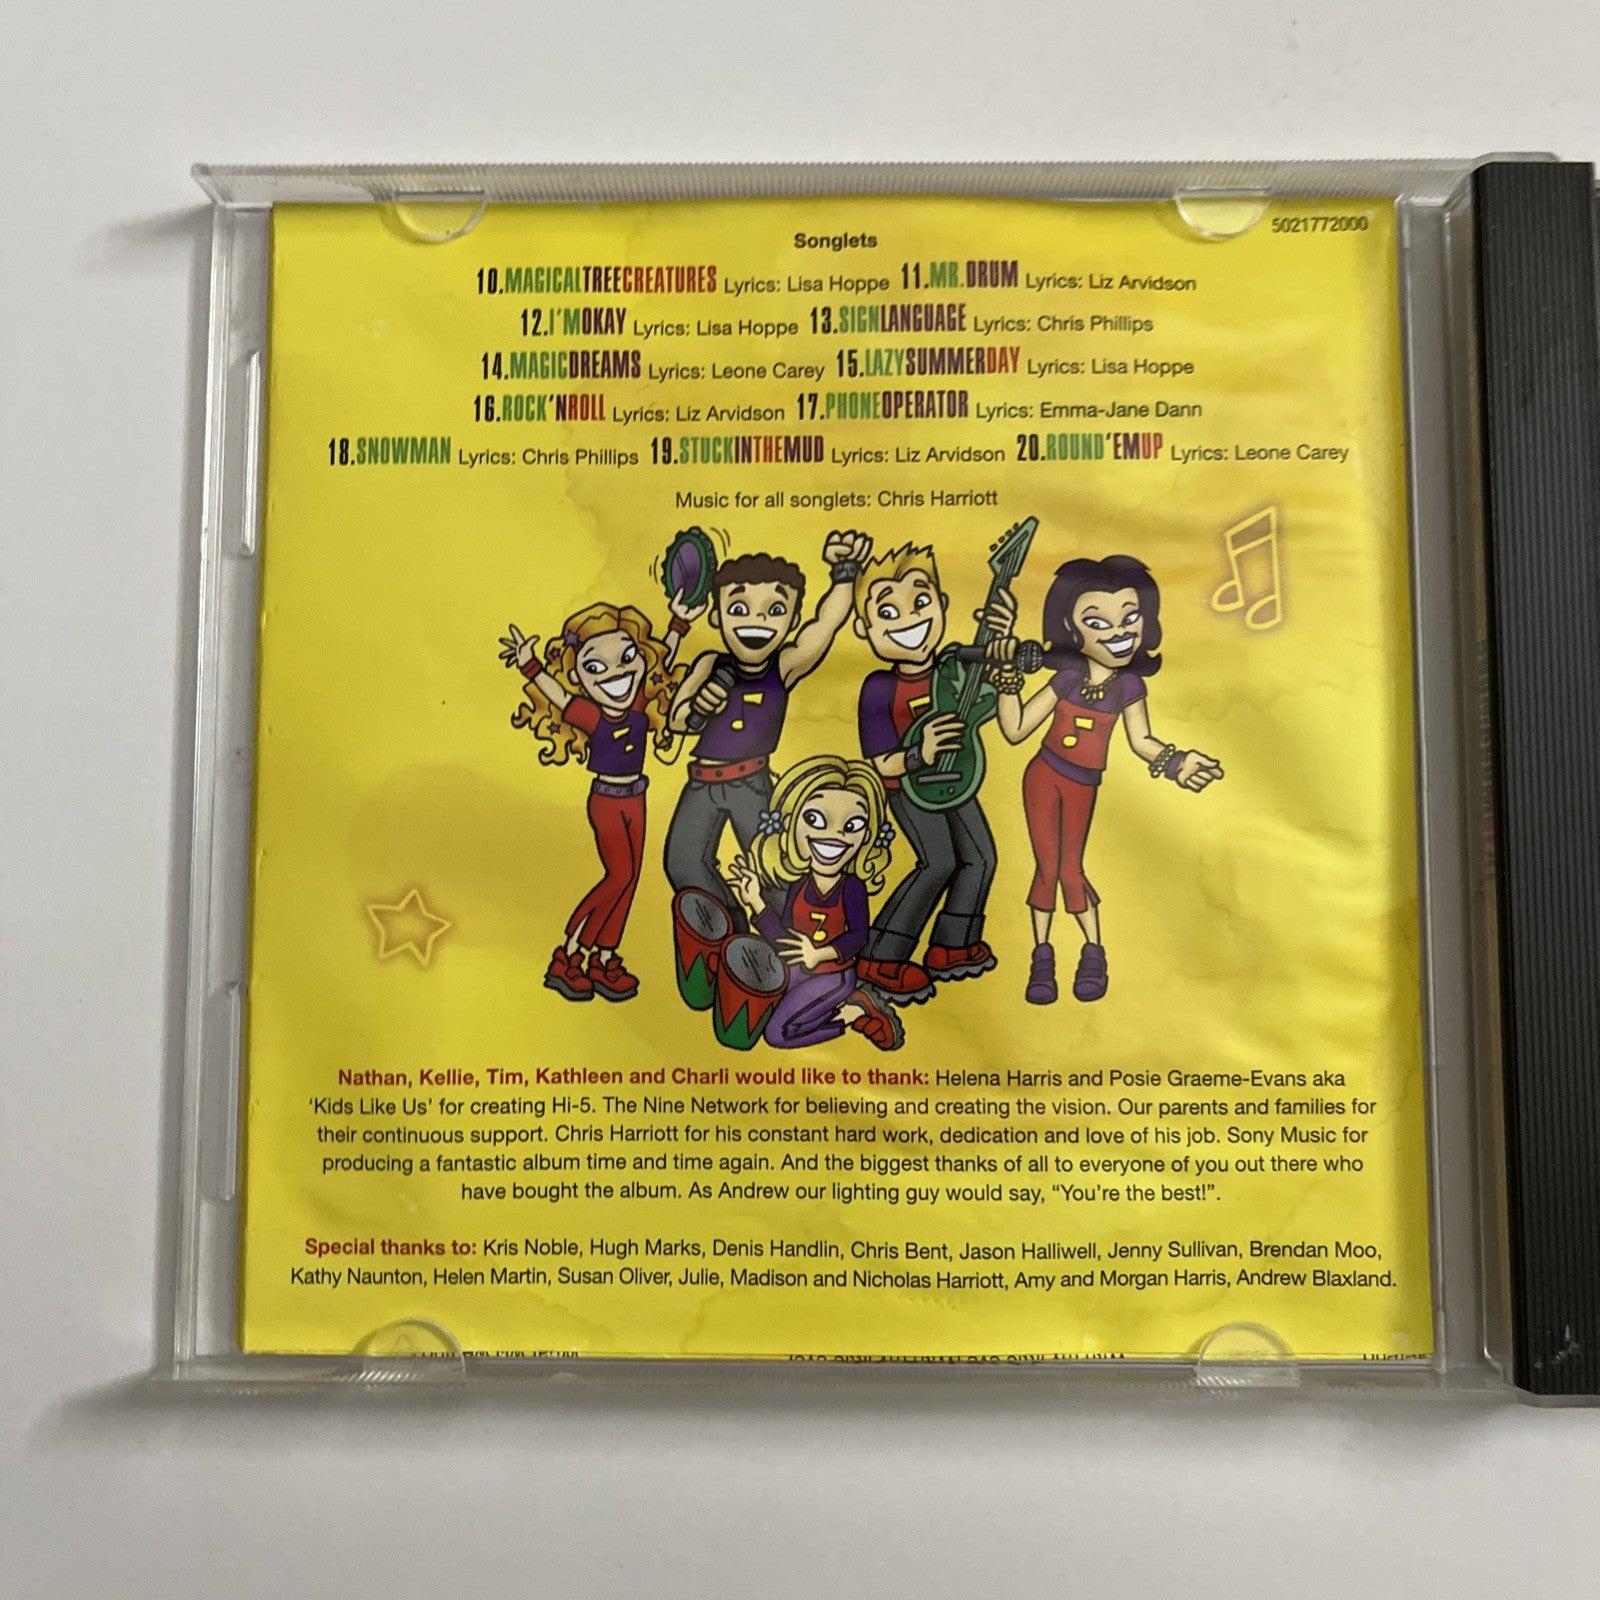 5021772000
Songlets
10.MAGICALTREECREATURES Lyrics: Lisa Hoppe 11.MR.DRUM Lyrics: Liz Arvidson
12.I'MOKAY Lyrics: Lisa Hoppe 13.SIGNLANGUAGE Lyrics: Chris Phillips
14.MAGICDREAMS Lyrics: Leone Carey 15.LAZYSUMMERDAY Lyrics: Lisa Hoppe
16.ROCK'NROLL Lyrics: Liz Arvidson 17.PHONEOPERATOR Lyrics: Emma-Jane Dann
18.SNOWMAN Lyrics: Chris Phillips 19.STUCKINTHEMUD Lyrics: Liz Arvidson 20.ROUND'EMUP Lyrics: Leone Carey
Music for all songlets: Chris Harriott
Nathan, Kellie, Tim, Kathleen and Charli would like to thank: Helena Harris and Posie Graeme-Evans aka
'Kids Like Us' for creating Hi-5. The Nine Network for believing and creating the vision. Our parents and families for
their continuous support. Chris Harriott for his constant hard work, dedication and love of his job. Sony Music for
producing a fantastic album time and time again. And the biggest thanks of all to everyone of you out there who
have bought the album. As Andrew our lighting guy would say, "You're the best!".
Special thanks to: Kris Noble, Hugh Marks, Denis Handlin, Chris Bent, Jason Halliwell, Jenny Sullivan, Brendan Moo,
Kathy Naunton, Helen Martin, Susan Oliver, Julie, Madison and Nicholas Harriott, Amy and Morgan Harris, Andrew Blaxland.